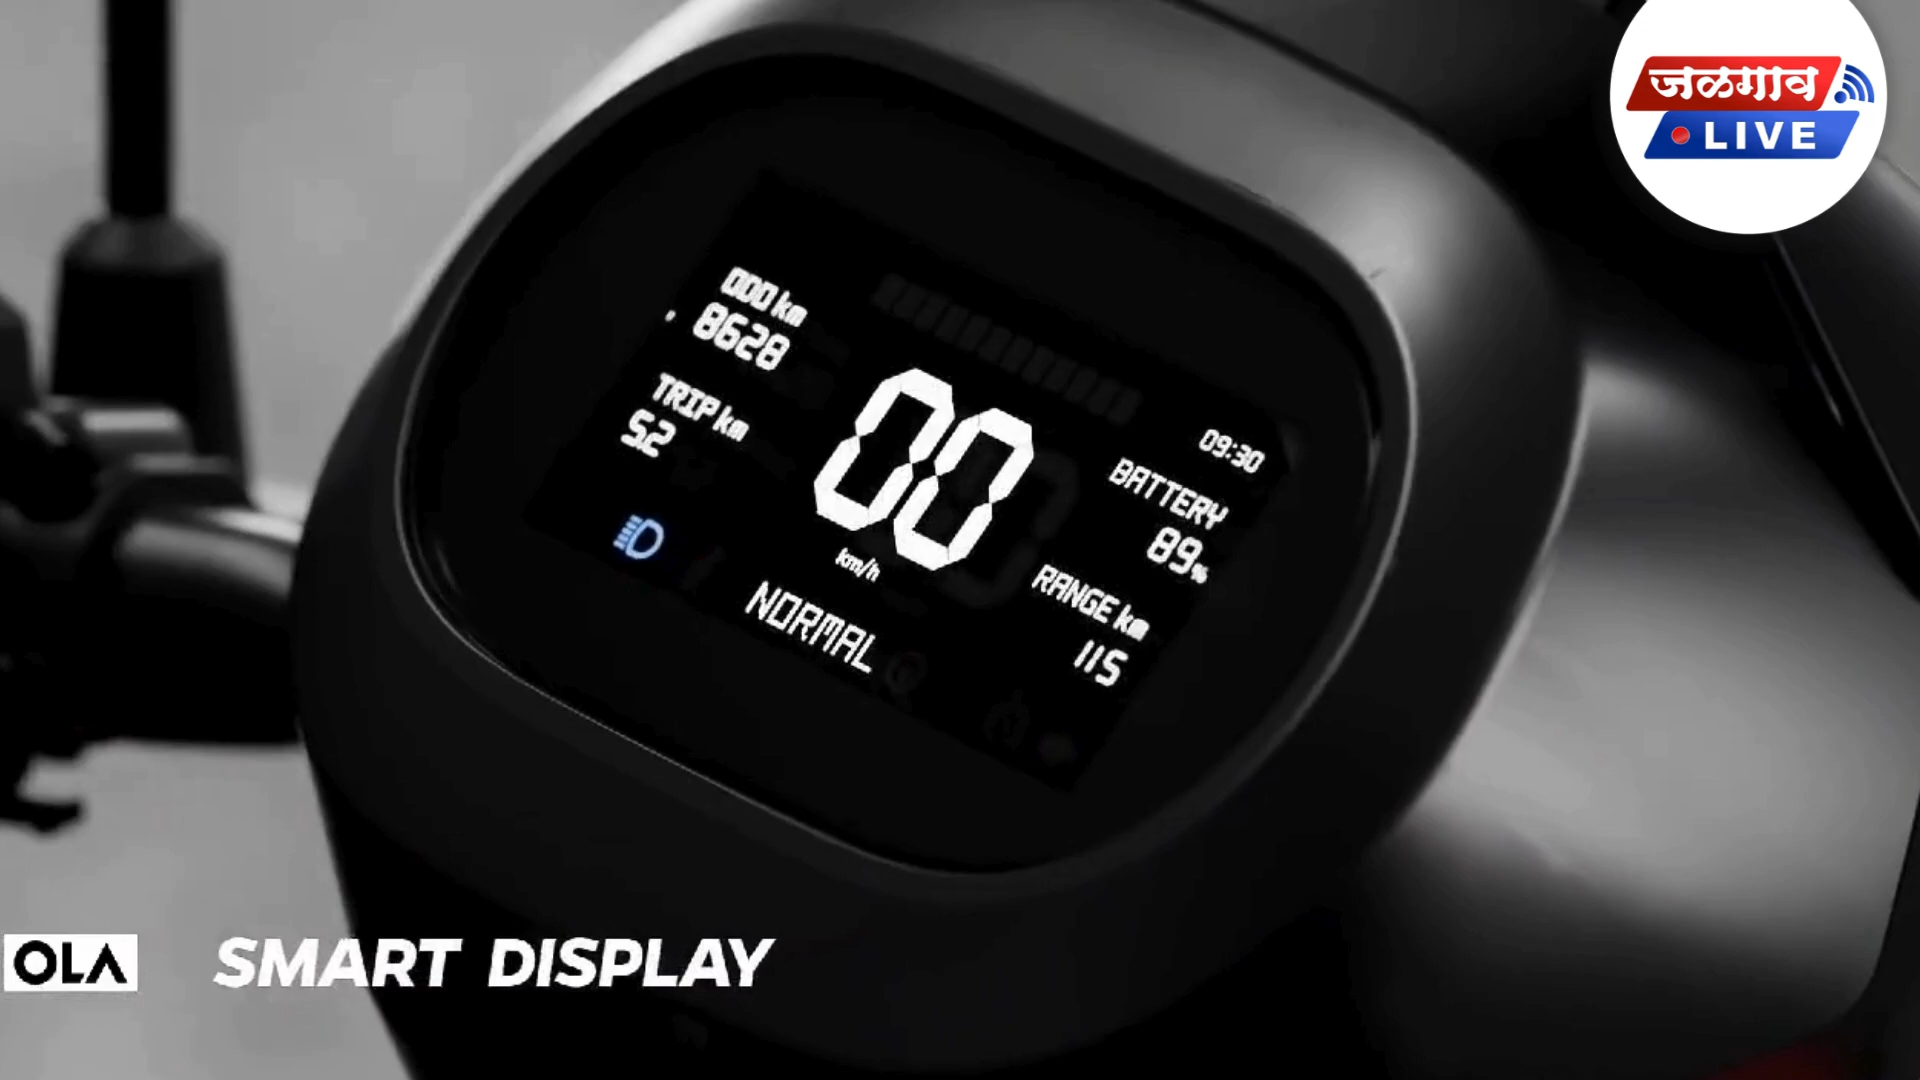 जळगाव
LIVE
ODO km
8628
TRIP km
52
00
km/h
NORMAL
09:30
BATTERY
89%
RANGE km
115
OLA
SMART DISPLAY